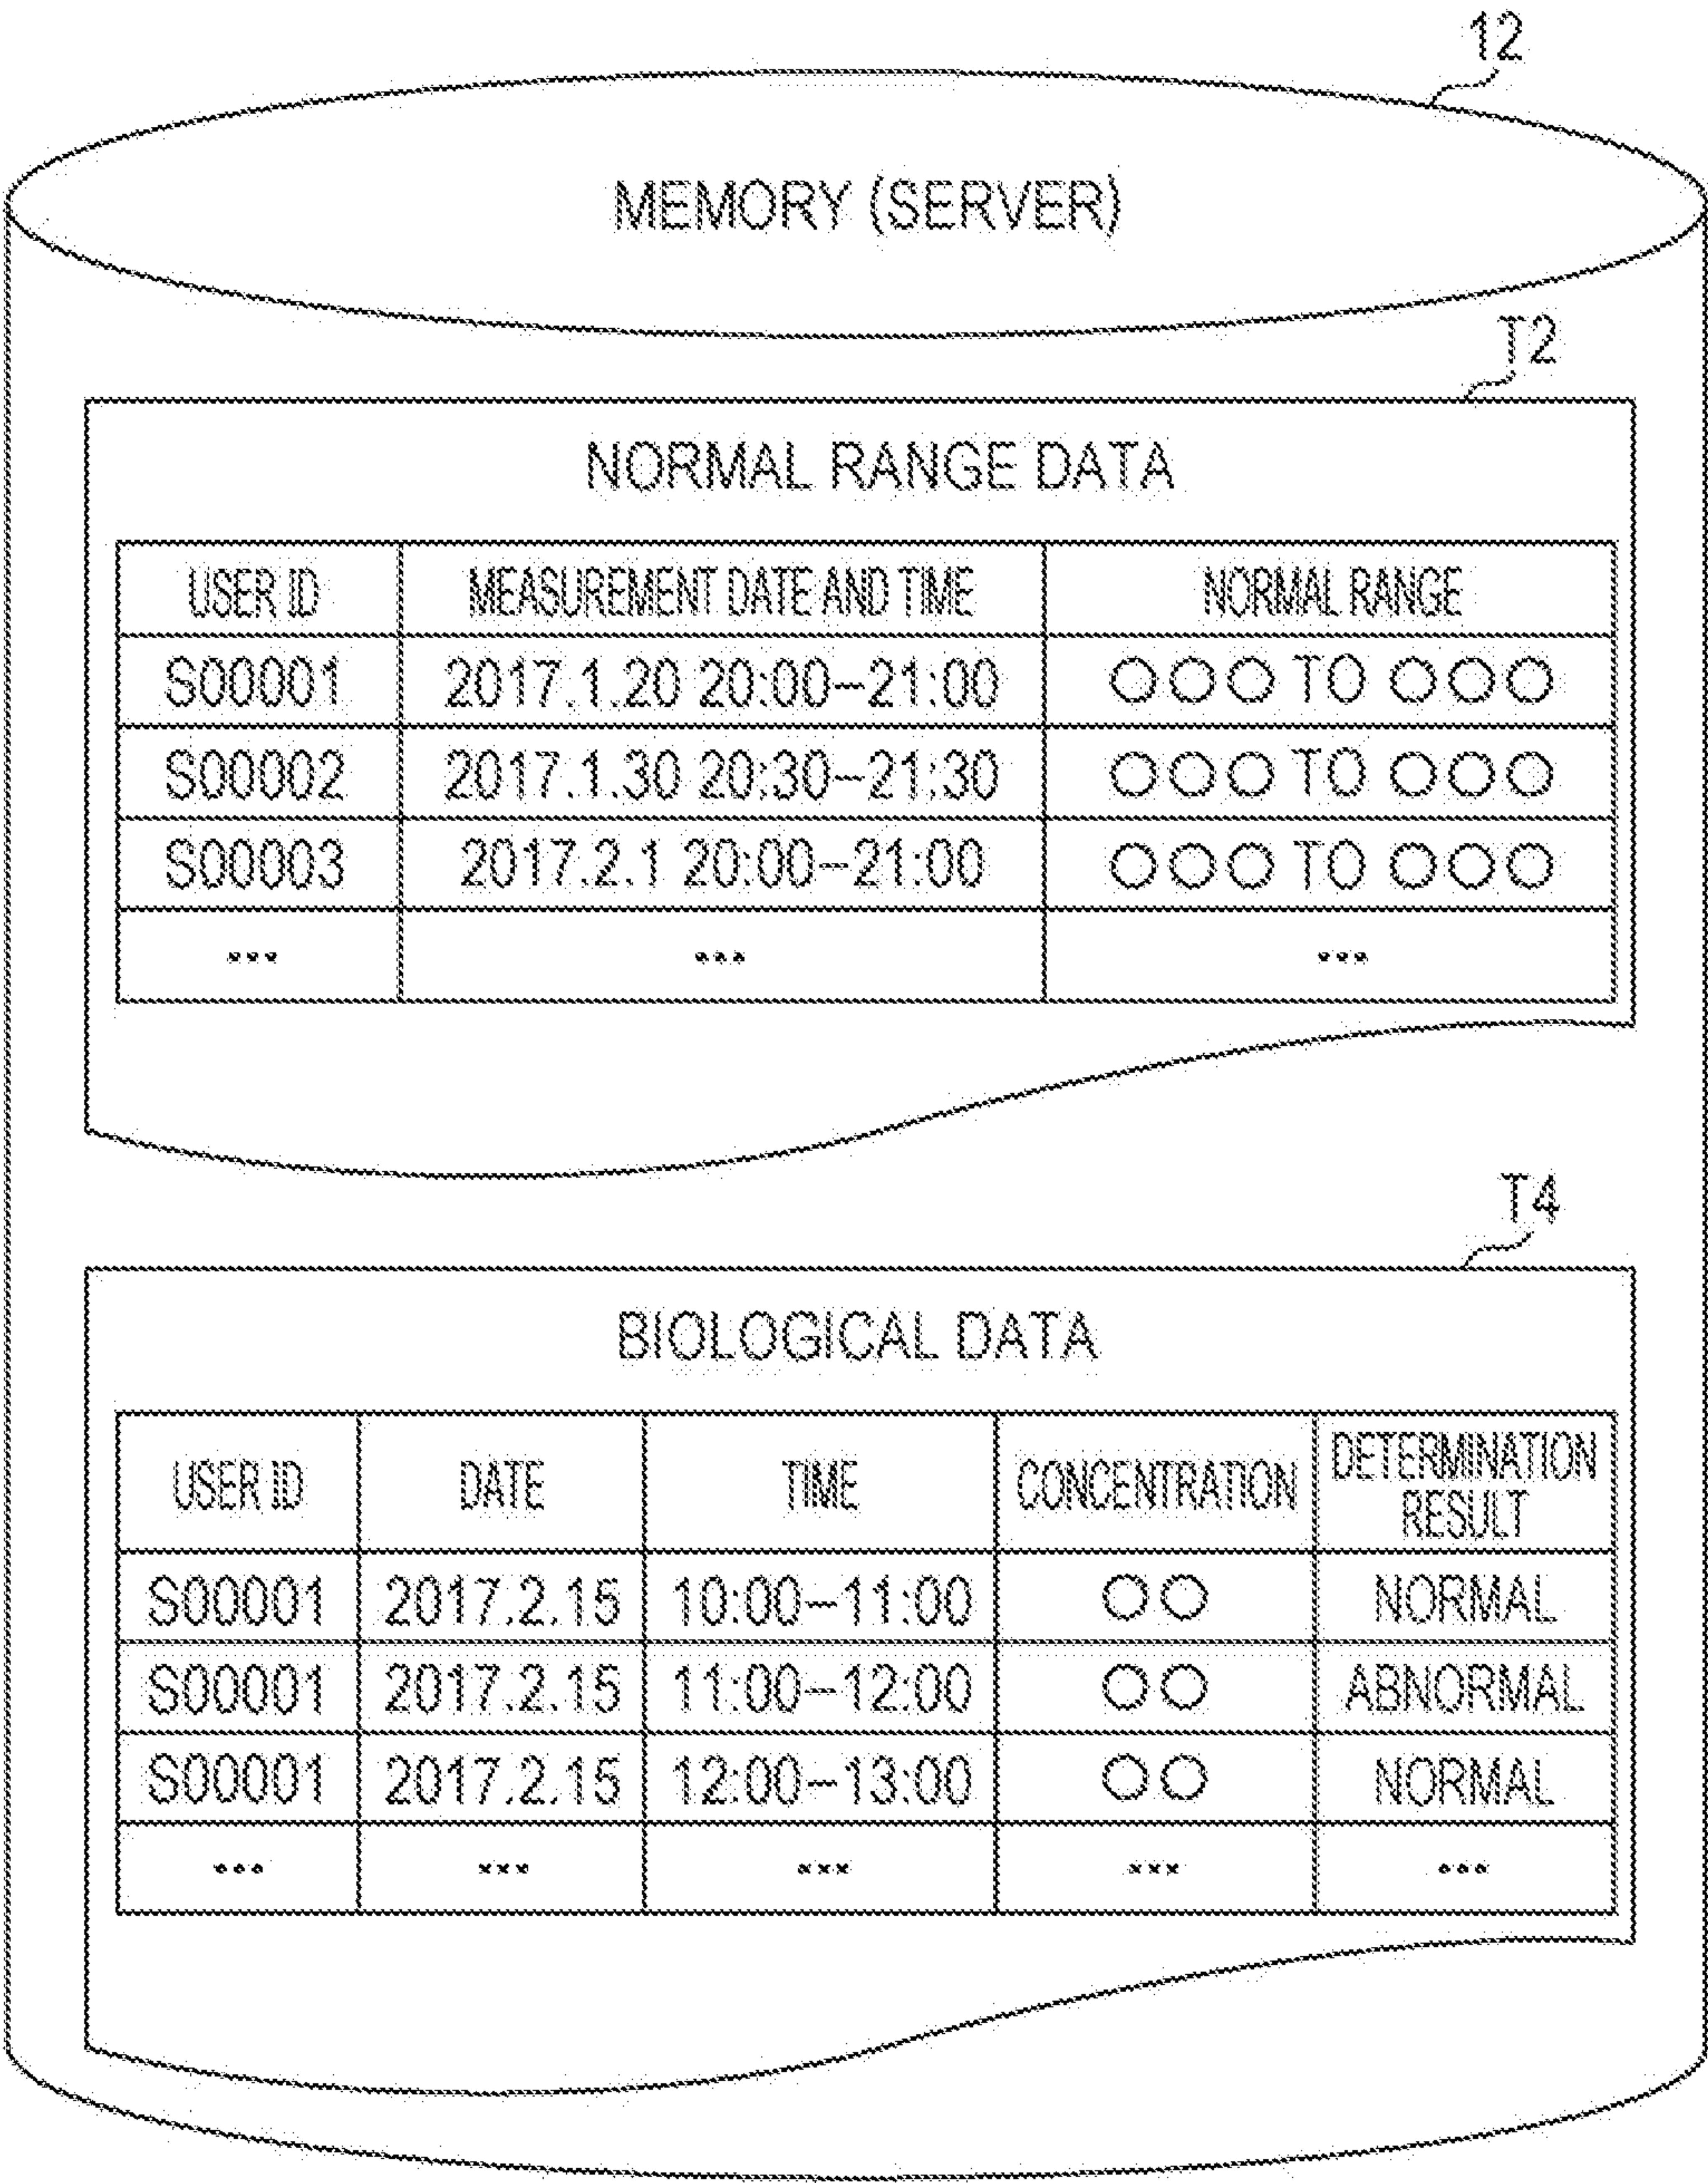 12
MEMORY (SERVER)
T2
NORMAL RANGE DATA
USER ID MEASUREMENT DATE AND TIME NORMAL RANGE
S00001 2017.1.20 20:00–21:00 ○○○ TO ○○○
S00002 2017.1.30 20:30–21:30 ○○○ TO ○○○
S00003 2017.2.1 20:00–21:00 ○○○ TO ○○○
... ... ...
T4
BIOLOGICAL DATA
USER ID DATE TIME CONCENTRATION DETERMINATION RESULT
S00001 2017.2.15 10:00–11:00 ○○ NORMAL
S00001 2017.2.15 11:00–12:00 ○○ ABNORMAL
S00001 2017.2.15 12:00–13:00 ○○ NORMAL
... ... ... ... ...